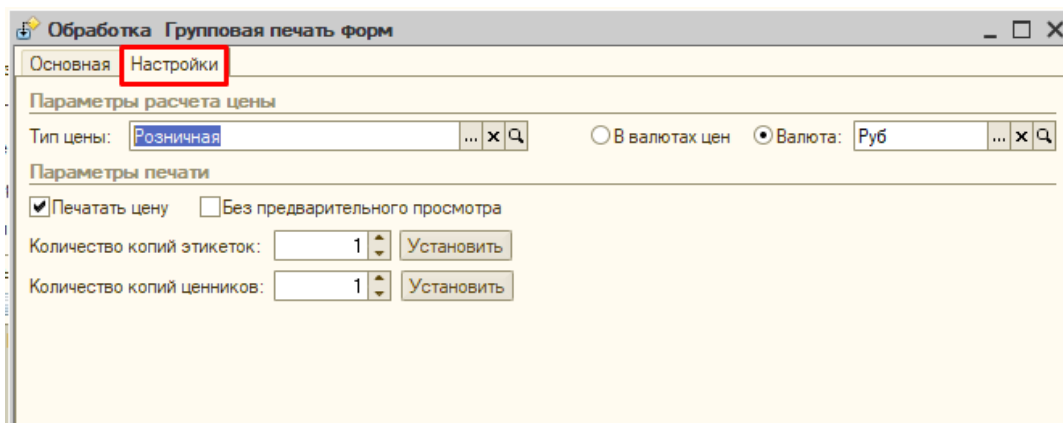 Обработка Групповая печать форм
Основная Настройки
Параметры расчета цены
Тип цены: Розничная ... В валютах цен Валюта: Руб ...
Параметры печати
Печатать цену Без предварительного просмотра
Количество копий этикеток: 1 Установить
Количество копий ценников: 1 Установить